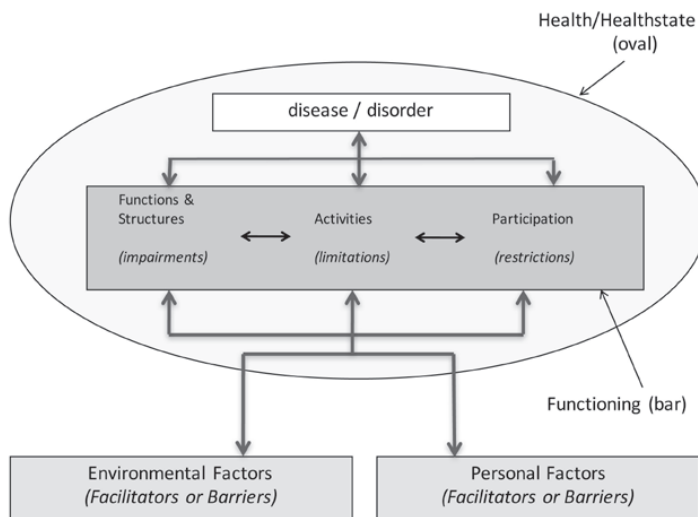 Health/Healthstate
(oval)
disease / disorder
Functions &
Structures
(impairments)
Activities
(limitations)
Participation
(restrictions)
Functioning (bar)
Environmental Factors
(Facilitators or Barriers)
Personal Factors
(Facilitators or Barriers)